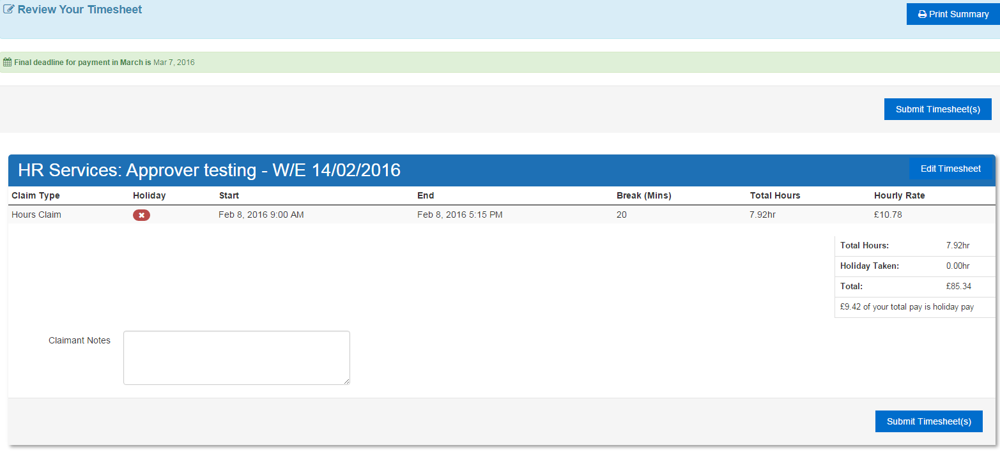 Review Your Timesheet
Print Summary
Final deadline for payment in March is Mar 7, 2016
Submit Timesheet(s)
HR Services: Approver testing - W/E 14/02/2016
Edit Timesheet
Claim Type Holiday Start End Break (Mins) Total Hours Hourly Rate
Hours Claim Feb 8, 2016 9:00 AM Feb 8, 2016 5:15 PM 20 7.92hr £10.78
Total Hours: 7.92hr
Holiday Taken: 0.00hr
Total: £85.34
£9.42 of your total pay is holiday pay
Claimant Notes
Submit Timesheet(s)